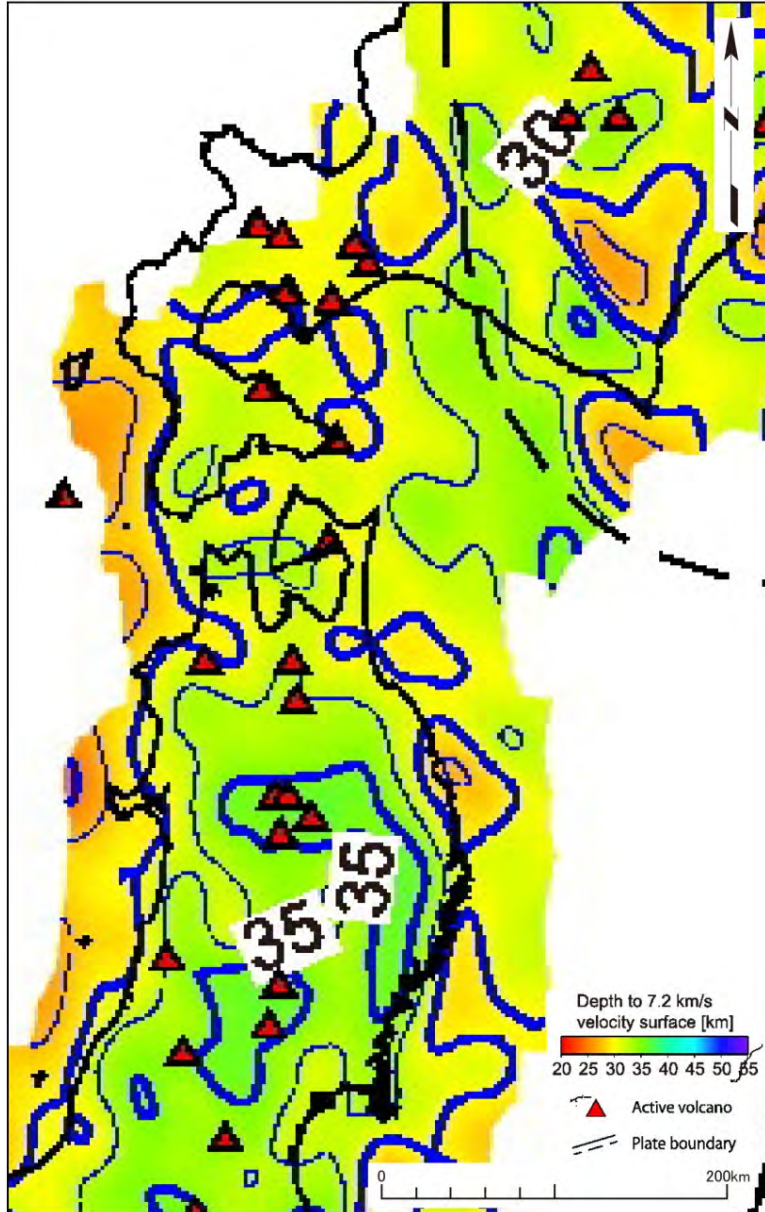 N
30
35
35
Depth to 7.2 km/s
velocity surface [km]
20 25 30 35 40 45 50 55
Active volcano
Plate boundary
0 200km